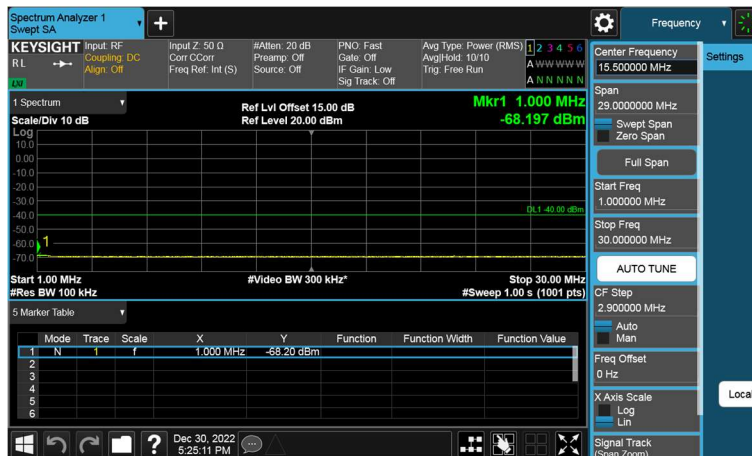 Spectrum Analyzer 1
Swept SA
Frequency
KEYSIGHT
RL
LXI
Input: RF
Coupling: DC
Align: Off
Input Z: 50 Ω
Corr CCorr
Freq Ref: Int (S)
#Atten: 20 dB
Preamp: Off
Source: Off
PNO: Fast
Gate: Off
IF Gain: Low
Sig Track: Off
Avg Type: Power (RMS)
Avg|Hold: 10/10
Trig: Free Run
1 2 3 4 5 6
A W W W W W
A N N N N N
1 Spectrum
Scale/Div 10 dB
Ref Lvl Offset 15.00 dB
Ref Level 20.00 dBm
Mkr1 1.000 MHz
-68.197 dBm
Log
10.0
0.00
-10.0
-20.0
-30.0
-40.0
-50.0
-60.0
-70.0
DL1 -40.00 dBm
1
Start 1.00 MHz
#Res BW 100 kHz
#Video BW 300 kHz*
Stop 30.00 MHz
#Sweep 1.00 s (1001 pts)
5 Marker Table
Mode Trace Scale X Y Function Function Width Function Value
1 N 1 f 1.000 MHz -68.20 dBm
2
3
4
5
6
Dec 30, 2022
5:25:11 PM
Center Frequency
15.500000 MHz
Settings
Span
29.0000000 MHz
Swept Span
Zero Span
Full Span
Start Freq
1.000000 MHz
Stop Freq
30.000000 MHz
AUTO TUNE
CF Step
2.900000 MHz
Auto
Man
Freq Offset
0 Hz
X Axis Scale
Log
Lin
Local
Signal Track
(Span Zoom)